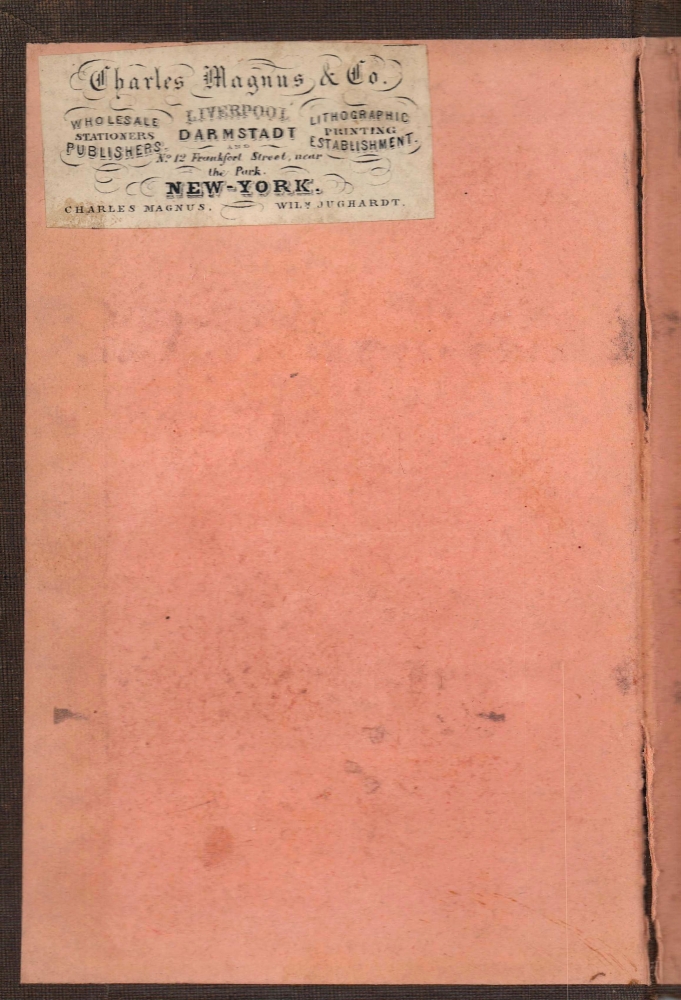 Charles Magnus & Co.
WHOLESALE
STATIONERS
PUBLISHERS.
LIVERPOOL
DARMSTADT
AND
LITHOGRAPHIC
PRINTING
ESTABLISHMENT.
No. 12 Frankfort Street, near
the Park.
NEW-YORK.
CHARLES MAGNUS.